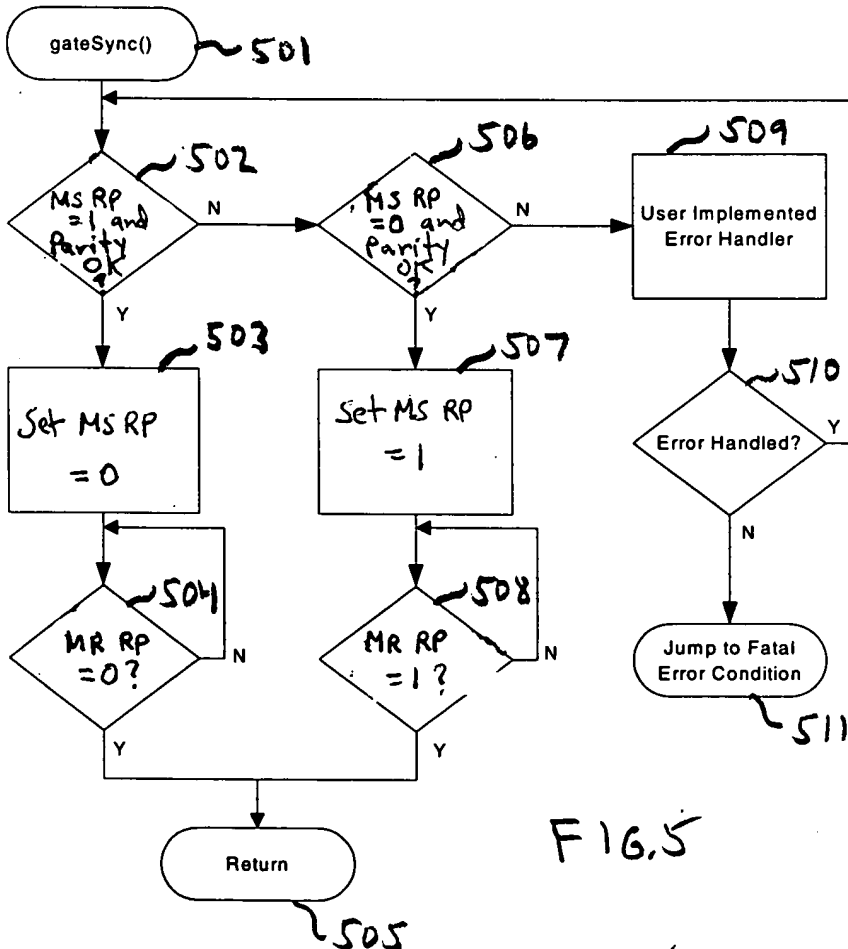 gateSync()
501
502
MS RP
=1 and
Parity
OK
?
N
Y
506
MS RP
=0 and
Parity
OK
?
N
Y
509
User Implemented
Error Handler
503
Set MS RP
=0
507
Set MS RP
=1
510
Error Handled?
Y
N
504
MR RP
=0?
N
Y
508
MR RP
=1?
N
Y
Jump to Fatal
Error Condition
511
Return
505
FIG.5